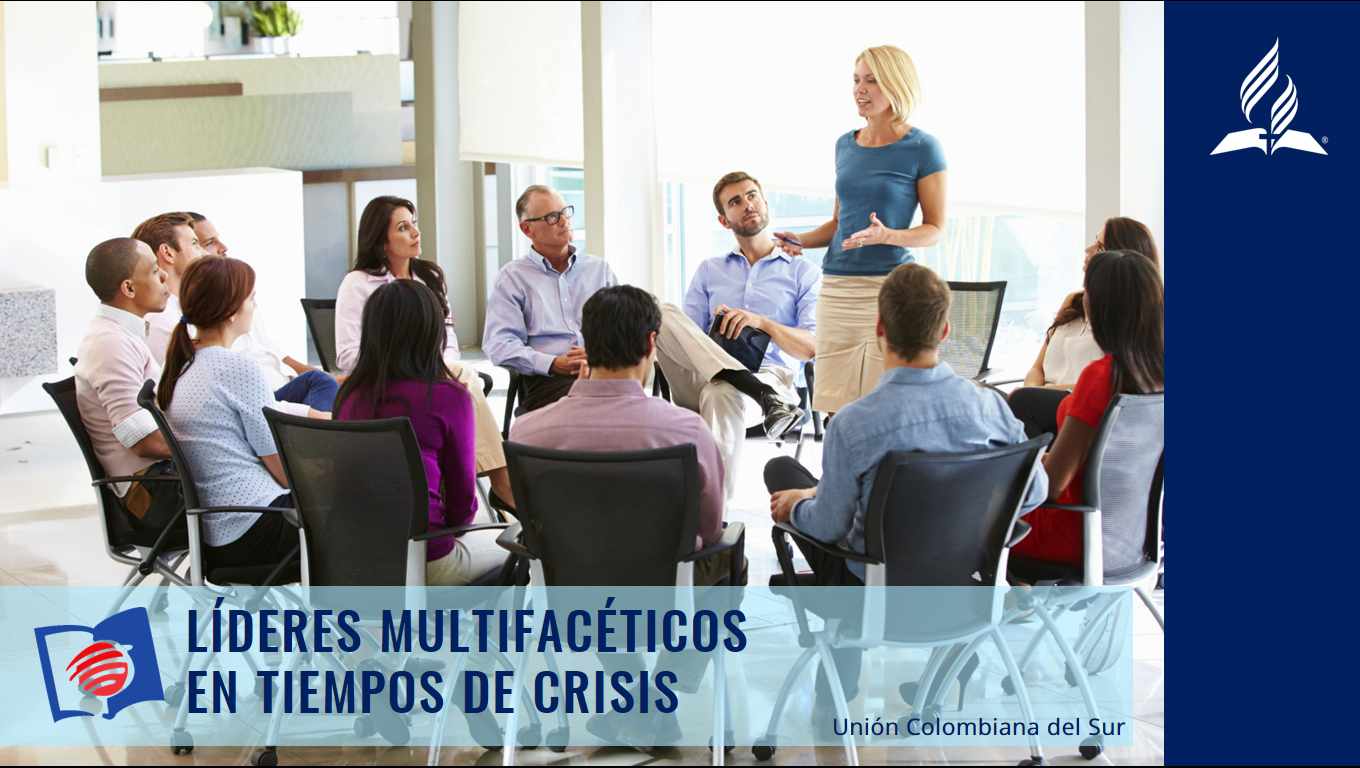 ®
LÍDERES MULTIFACÉTICOS
EN TIEMPOS DE CRISIS
Unión Colombiana del Sur